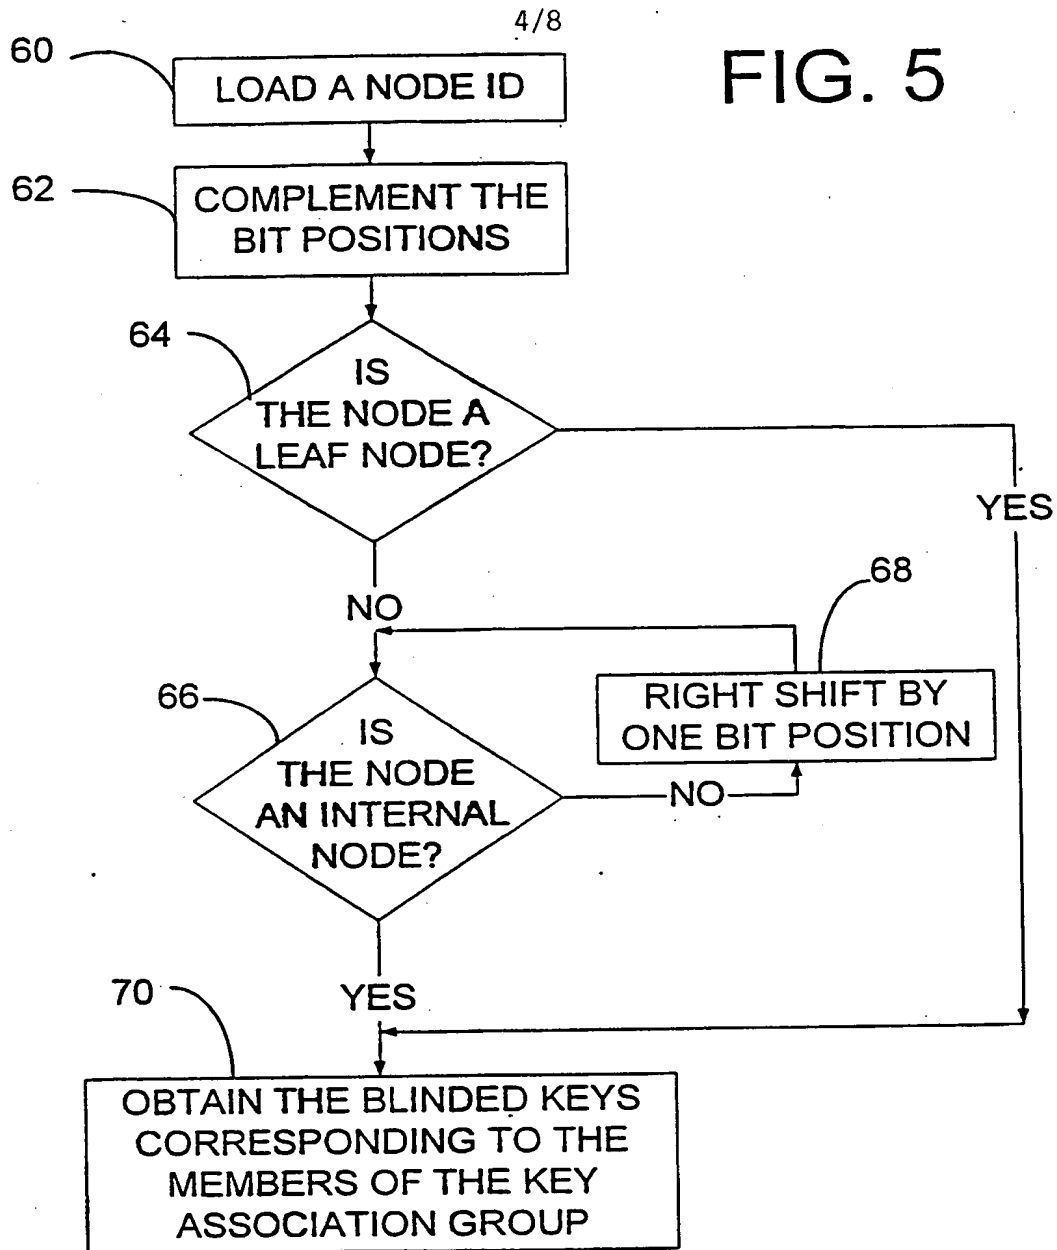 4/8
FIG. 5
60
LOAD A NODE ID
62
COMPLEMENT THE
BIT POSITIONS
64
IS
THE NODE A
LEAF NODE?
YES
NO
68
RIGHT SHIFT BY
ONE BIT POSITION
66
IS
THE NODE
AN INTERNAL
NODE?
NO
YES
70
OBTAIN THE BLINDED KEYS
CORRESPONDING TO THE
MEMBERS OF THE KEY
ASSOCIATION GROUP